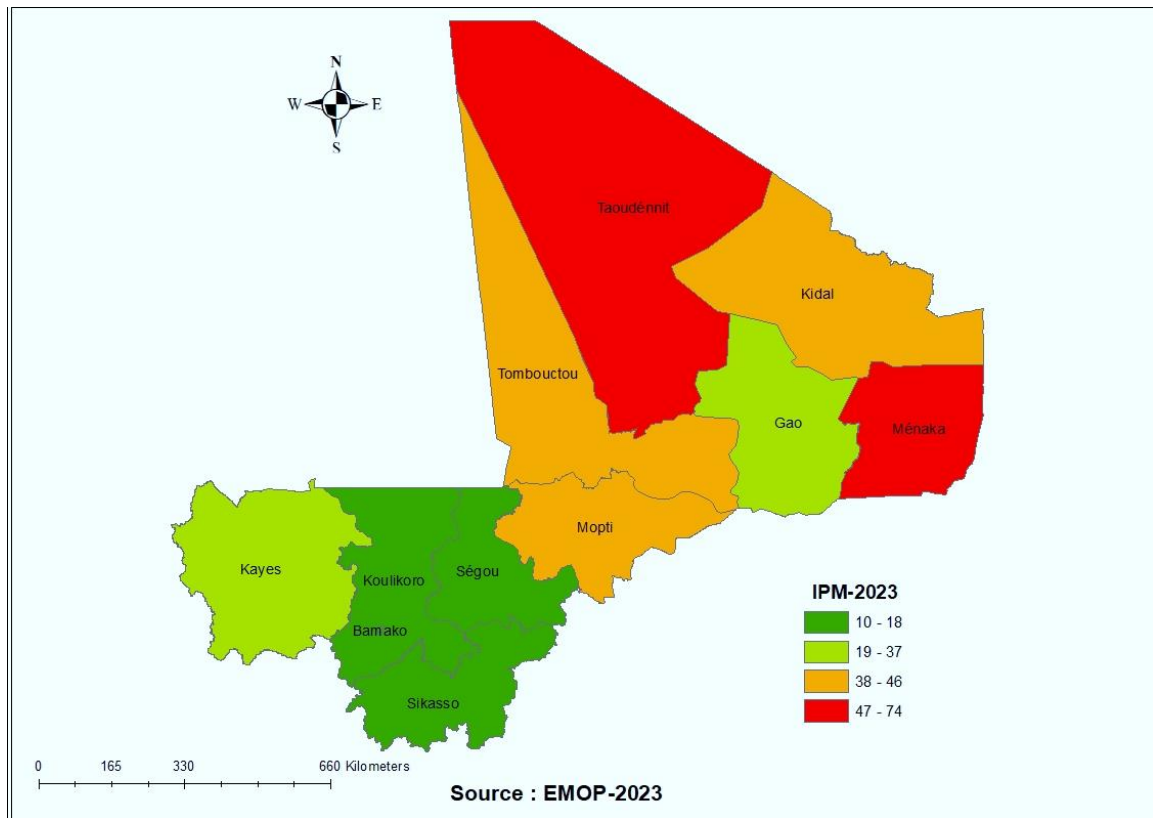 N
W E
S
Taoudénnit
Kidal
Tombouctou
Gao
Ménaka
Mopti
Kayes
Koulikoro
Ségou
Bamako
Sikasso
IPM-2023
10 - 18
19 - 37
38 - 46
47 - 74
0 165 330 660 Kilometers
Source : EMOP-2023